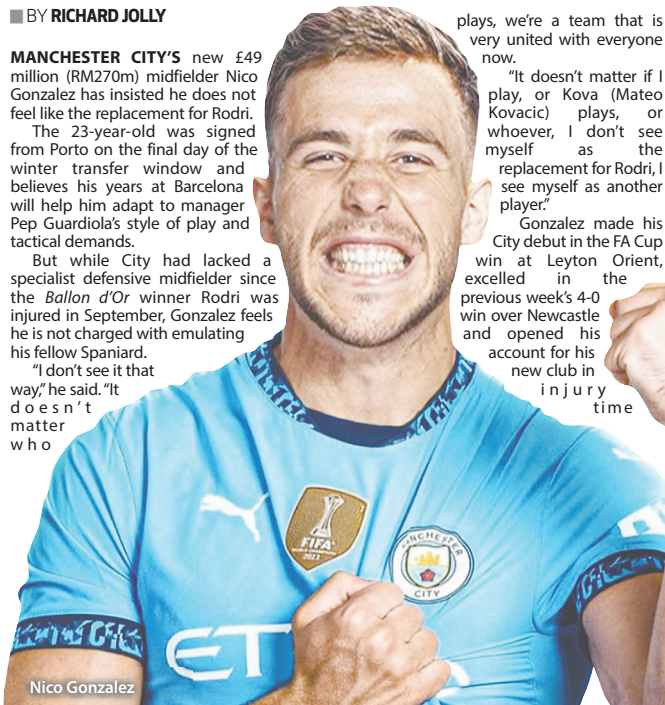 BY RICHARD JOLLY
MANCHESTER CITY'S new £49
million (RM270m) midfielder Nico
Gonzalez has insisted he does not
feel like the replacement for Rodri.
The 23-year-old was signed
from Porto on the final day of the
winter transfer window and
believes his years at Barcelona
will help him adapt to manager
Pep Guardiola's style of play and
tactical demands.
But while City had lacked a
specialist defensive midfielder since
the Ballon d'Or winner Rodri was
injured in September, Gonzalez feels
he is not charged with emulating
his fellow Spaniard.
"I don't see it that
way," he said. "It
doesn't
matter
who
plays, we're a team that is
very united with everyone
now.
"It doesn't matter if I
play, or Kova (Mateo
Kovacic) plays, or
whoever, I don't see
myself as the
replacement for Rodri, I
see myself as another
player."
Gonzalez made his
City debut in the FA Cup
win at Leyton Orient,
excelled in the
previous week's 4-0
win over Newcastle
and opened his
account for his
new club in
injury
time
FIFA
WORLD CHAMPIONS
2023
MANCHESTER
CITY
ET
Nico Gonzalez